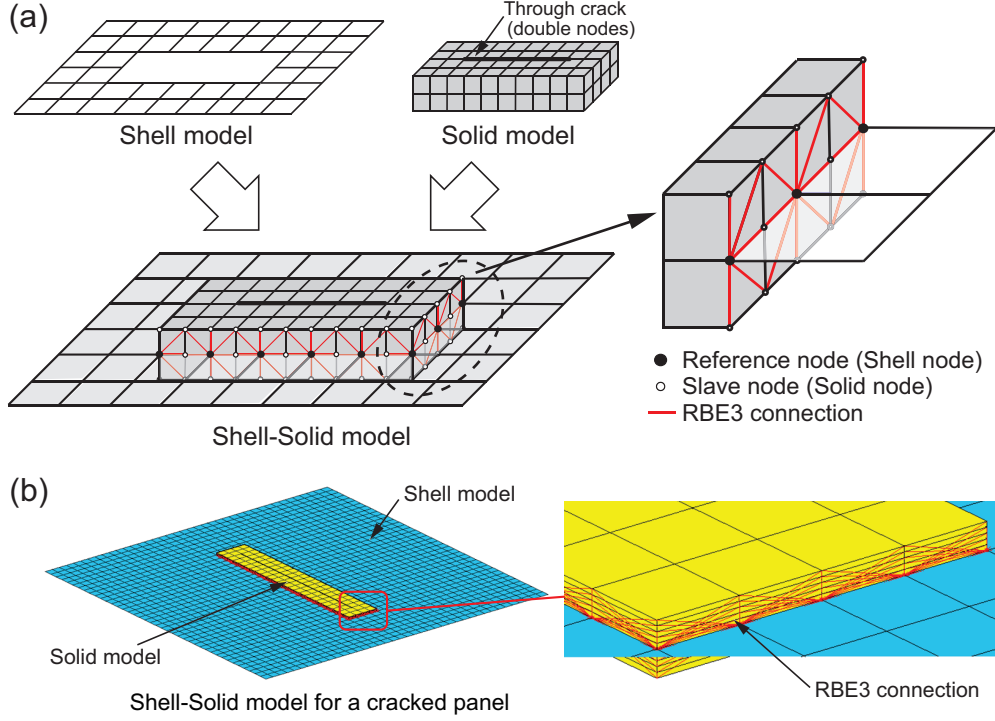 (a)
Through crack
(double nodes)
Shell model
Solid model
Shell-Solid model
Reference node (Shell node)
Slave node (Solid node)
RBE3 connection
(b)
Shell model
Solid model
Shell-Solid model for a cracked panel
RBE3 connection